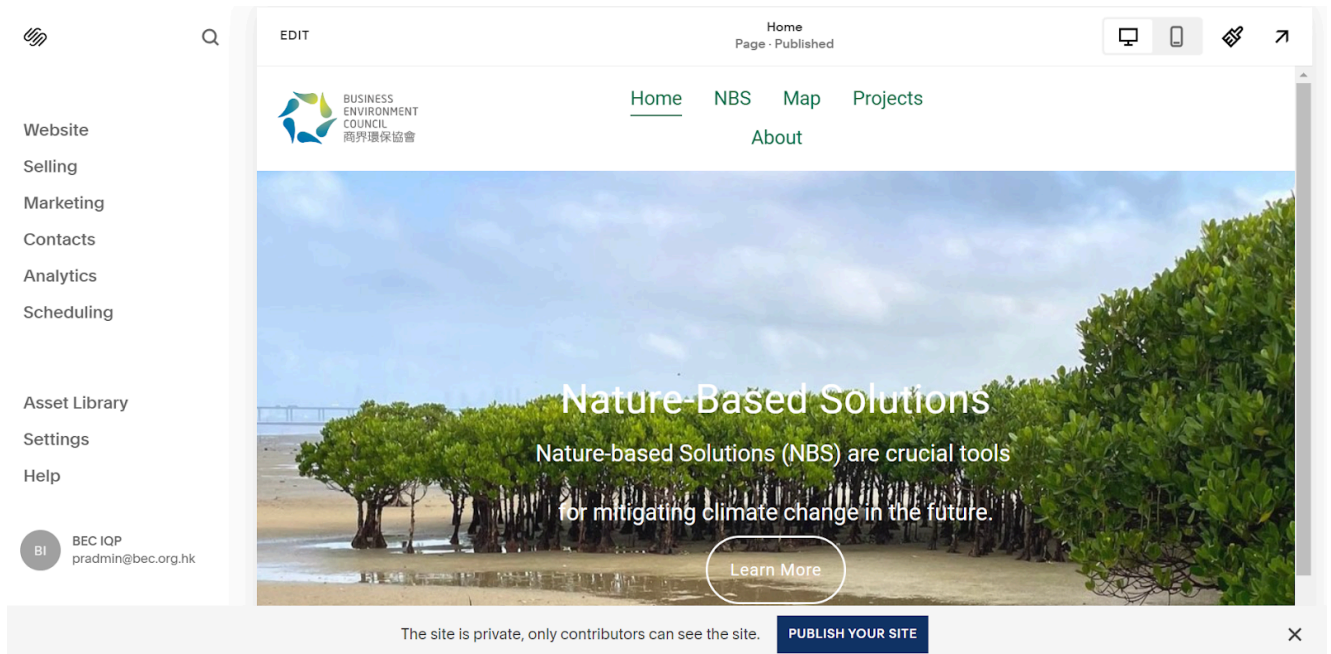 EDIT
Home
Page · Published
BUSINESS
ENVIRONMENT
COUNCIL
商界環保協會
Home NBS Map Projects
About
Website
Selling
Marketing
Contacts
Analytics
Scheduling
Asset Library
Settings
Help
BI
BEC IQP
pradmin@bec.org.hk
Nature-Based Solutions
Nature-based Solutions (NBS) are crucial tools
for mitigating climate change in the future.
Learn More
The site is private, only contributors can see the site. PUBLISH YOUR SITE